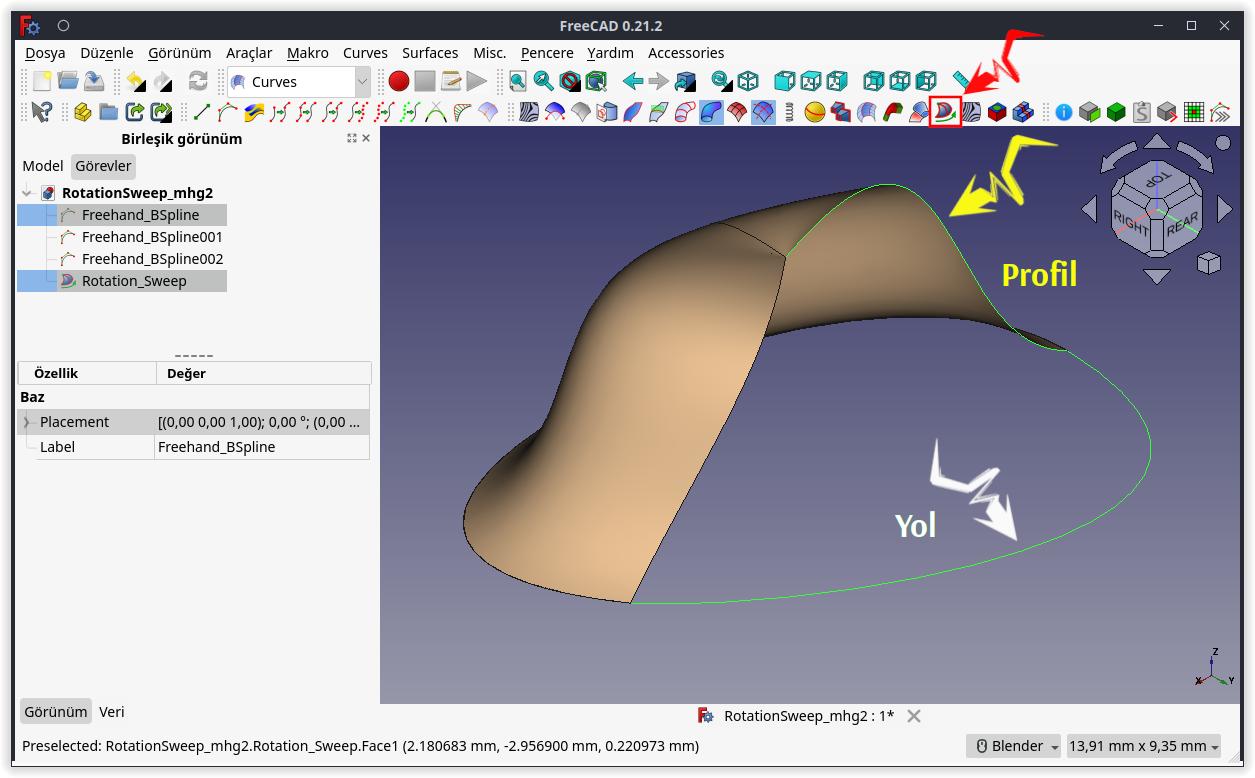 FreeCAD 0.21.2
Dosya Düzenle Görünüm Araçlar Makro Curves Surfaces Misc. Pencere Yardım Accessories
Curves
Birleşik görünüm
Model Görevler
RotationSweep_mhg2
Freehand_BSpline
Freehand_BSpline001
Freehand_BSpline002
Rotation_Sweep
Özellik Değer
Baz
Placement [(0,00 0,00 1,00); 0,00 °; (0,00 ...
Label Freehand_BSpline
TOP
RIGHT REAR
Profil
Yol
Z
X Y
Görünüm Veri
RotationSweep_mhg2 : 1*
Preselected: RotationSweep_mhg2.Rotation_Sweep.Face1 (2.180683 mm, -2.956900 mm, 0.220973 mm)
Blender 13,91 mm x 9,35 mm